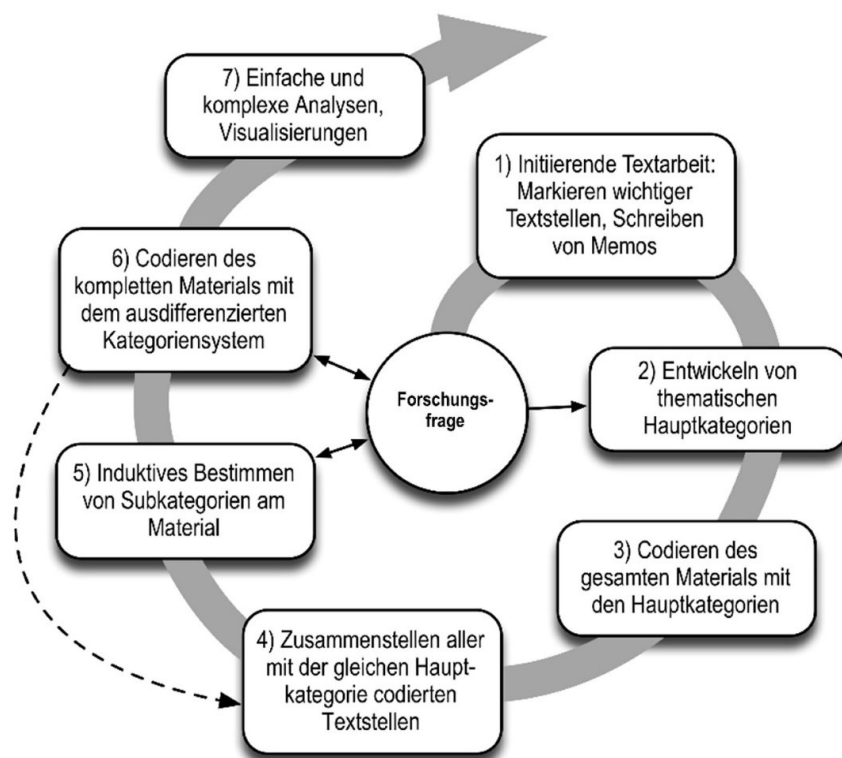 7) Einfache und
komplexe Analysen,
Visualisierungen
1) Initiierende Textarbeit:
Markieren wichtiger
Textstellen, Schreiben
von Memos
6) Codieren des
kompletten Materials mit
dem ausdifferenzierten
Kategoriensystem
Forschungs-
frage
2) Entwickeln von
thematischen
Hauptkategorien
5) Induktives Bestimmen
von Subkategorien am
Material
3) Codieren des
gesamten Materials mit
den Hauptkategorien
4) Zusammenstellen aller
mit der gleichen Haupt-
kategorie codierten
Textstellen